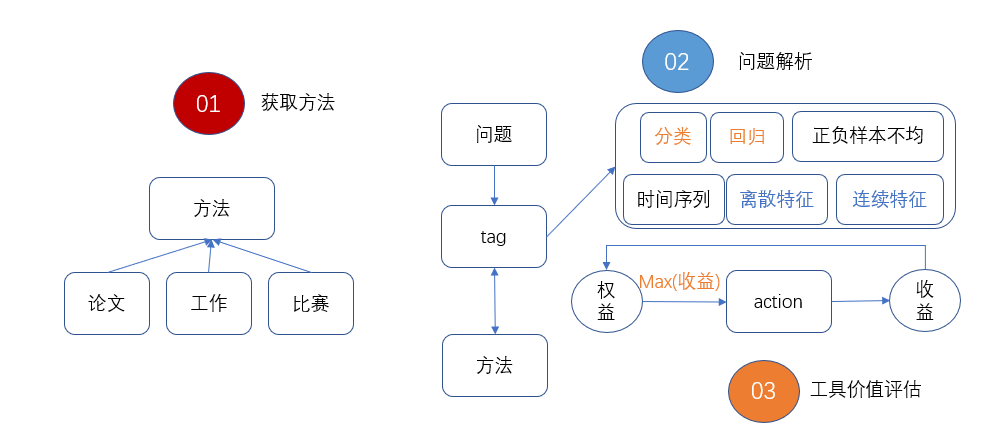 01
获取方法
方法
论文
工作
比赛
02
问题解析
问题
tag
方法
分类
回归
正负样本不均
时间序列
离散特征
连续特征
权
益
Max(收益)
action
收
益
03
工具价值评估